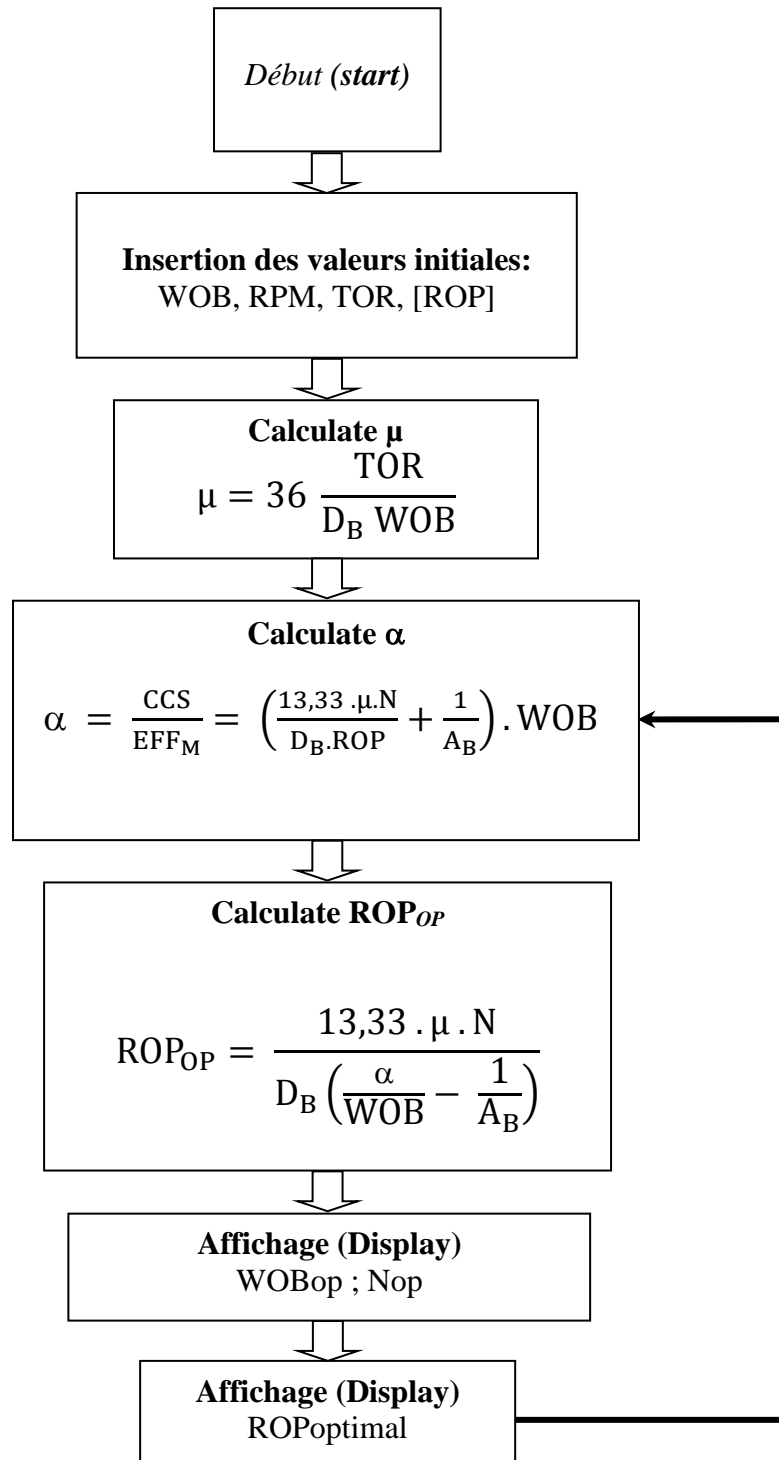 Début (start)
Insertion des valeurs initiales:
WOB, RPM, TOR, [ROP]
Calculate µ
μ = 36 TOR / (D_B WOB)
Calculate α
α = CCS / EFF_M = (13,33 .μ.N / D_B.ROP + 1 / A_B) . WOB
Calculate ROP_OP
ROP_OP = 13,33 . μ . N / D_B (α / WOB − 1 / A_B)
Affichage (Display)
WOBop ; Nop
Affichage (Display)
ROPoptimal